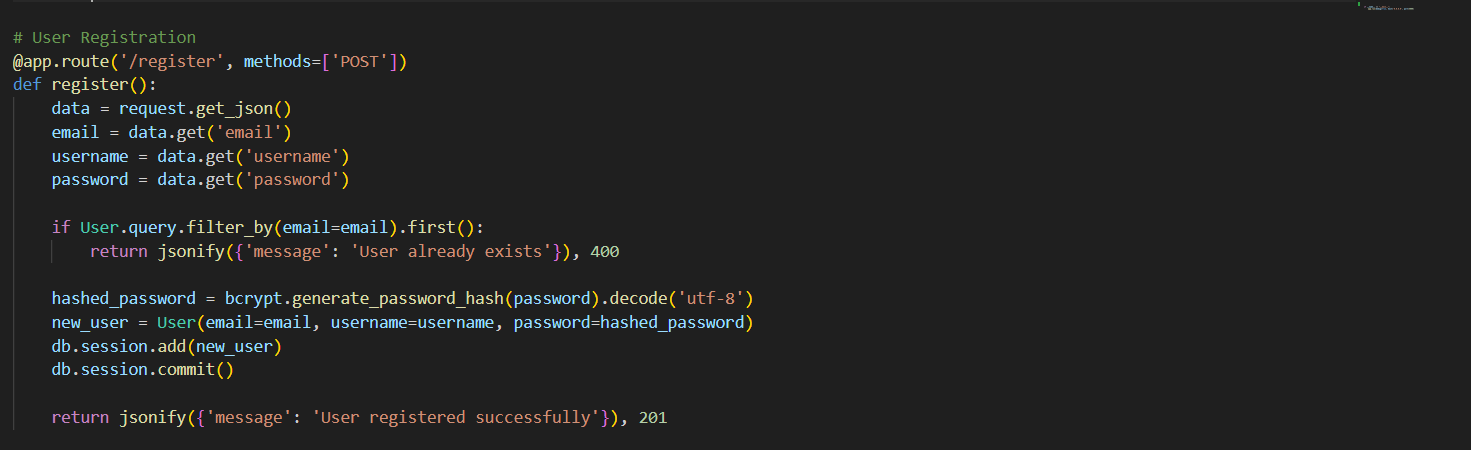 # User Registration
@app.route('/register', methods=['POST'])
def register():
    data = request.get_json()
    email = data.get('email')
    username = data.get('username')
    password = data.get('password')

    if User.query.filter_by(email=email).first():
        return jsonify({'message': 'User already exists'}), 400

    hashed_password = bcrypt.generate_password_hash(password).decode('utf-8')
    new_user = User(email=email, username=username, password=hashed_password)
    db.session.add(new_user)
    db.session.commit()

    return jsonify({'message': 'User registered successfully'}), 201